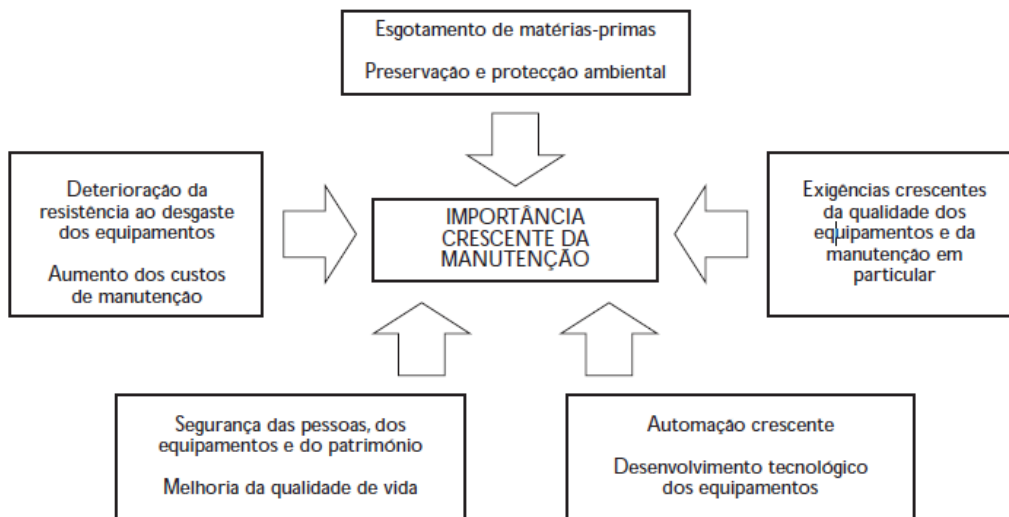 Esgotamento de matérias-primas
Preservação e protecção ambiental
Deterioração da
resistência ao desgaste
dos equipamentos
Aumento dos custos
de manutenção
IMPORTÂNCIA
CRESCENTE DA
MANUTENÇÃO
Exigências crescentes
da qualidade dos
equipamentos e da
manutenção em
particular
Segurança das pessoas, dos
equipamentos e do património
Melhoria da qualidade de vida
Automação crescente
Desenvolvimento tecnológico
dos equipamentos